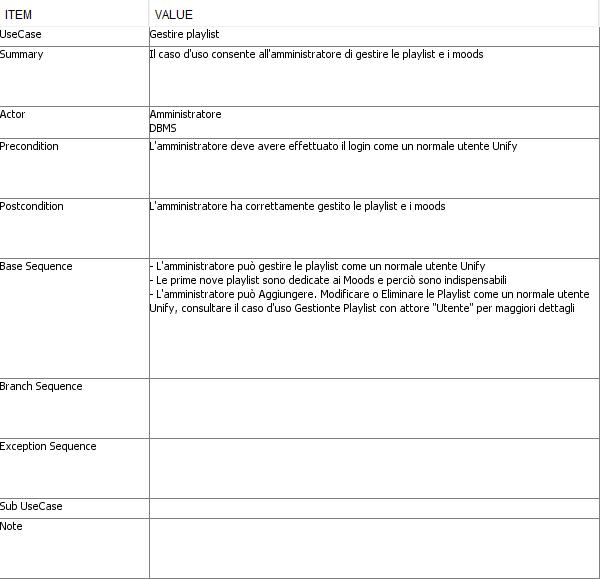 ITEM VALUE
UseCase Gestire playlist
Summary Il caso d'uso consente all'amministratore di gestire le playlist e i moods
Actor Amministratore
DBMS
Precondition L'amministratore deve avere effettuato il login come un normale utente Unify
Postcondition L'amministratore ha correttamente gestito le playlist e i moods
Base Sequence - L'amministratore può gestire le playlist come un normale utente Unify
- Le prime nove playlist sono dedicate ai Moods e perciò sono indispensabili
- L'amministratore può Aggiungere. Modificare o Eliminare le Playlist come un normale utente
Unify, consultare il caso d'uso Gestionte Playlist con attore "Utente" per maggiori dettagli
Branch Sequence
Exception Sequence
Sub UseCase
Note